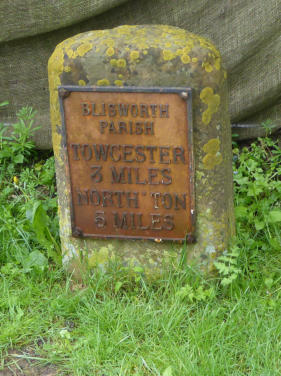 BLISWORTH
PARISH
TOWCESTER
3 MILES
NORTH'TON
5 MILES